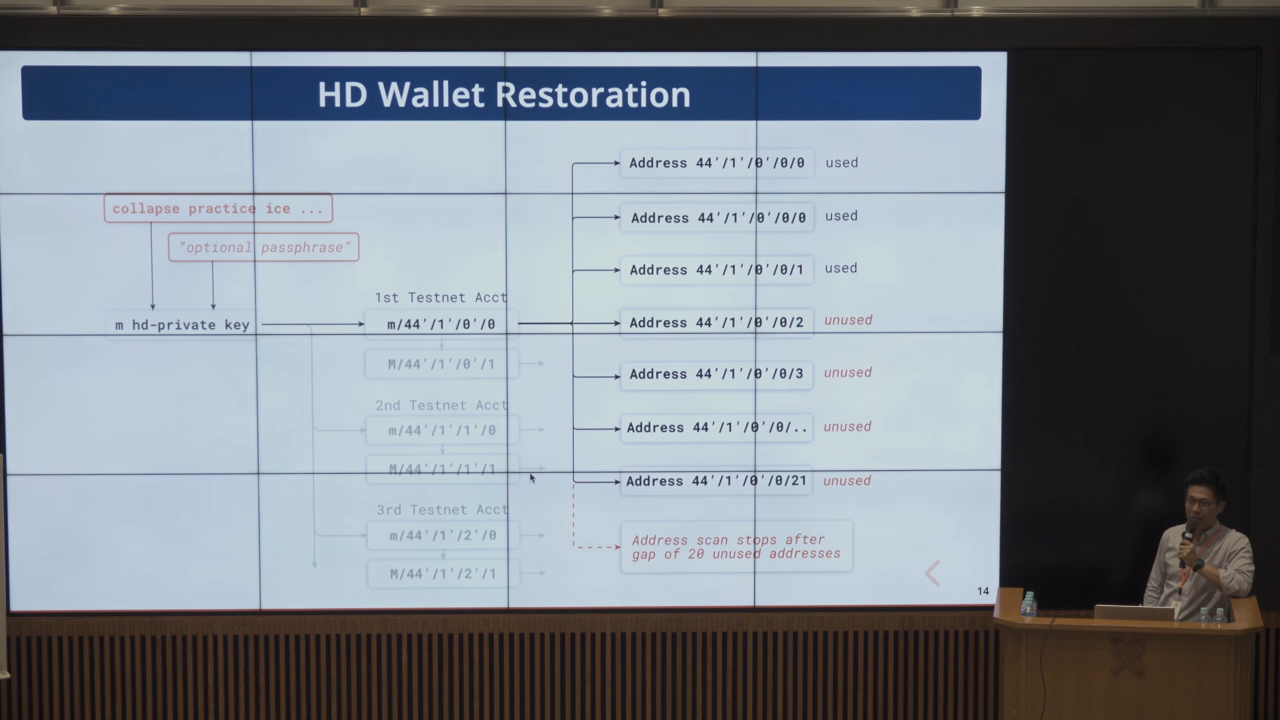 HD Wallet Restoration
collapse practice ice ...
"optional passphrase"
m hd-private key
1st Testnet Acct
m/44'/1'/0'/0
M/44'/1'/0'/1
2nd Testnet Acct
m/44'/1'/1'/0
M/44'/1'/1'/1
3rd Testnet Acct
m/44'/1'/2'/0
M/44'/1'/2'/1
Address 44'/1'/0'/0/0 used
Address 44'/1'/0'/0/0 used
Address 44'/1'/0'/0/1 used
Address 44'/1'/0'/0/2 unused
Address 44'/1'/0'/0/3 unused
Address 44'/1'/0'/0/.. unused
Address 44'/1'/0'/0/21 unused
Address scan stops after
gap of 20 unused addresses
14